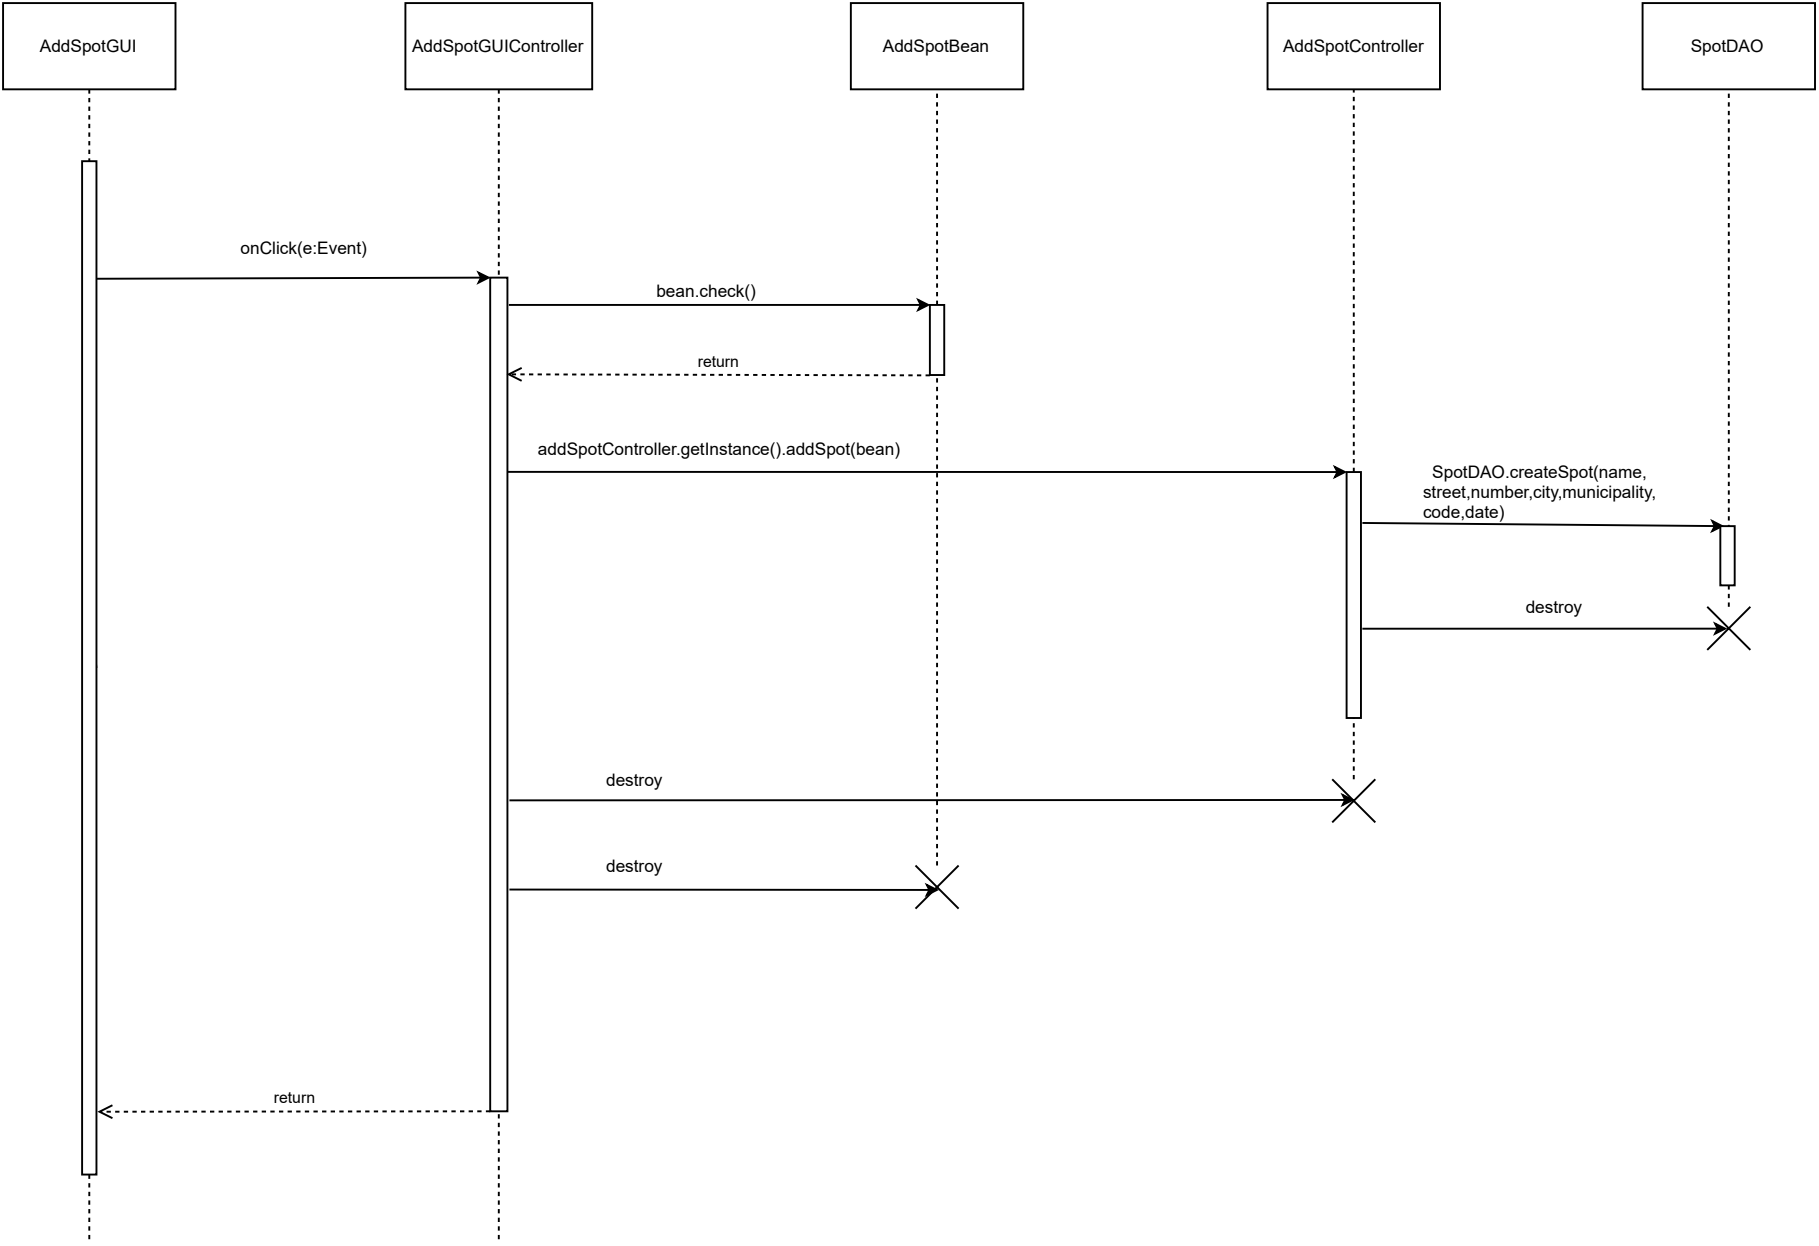 AddSpotGUI
AddSpotGUIController
AddSpotBean
AddSpotController
SpotDAO
onClick(e:Event)
bean.check()
return
addSpotController.getInstance().addSpot(bean)
SpotDAO.createSpot(name,
street,number,city,municipality,
code,date)
destroy
destroy
destroy
return